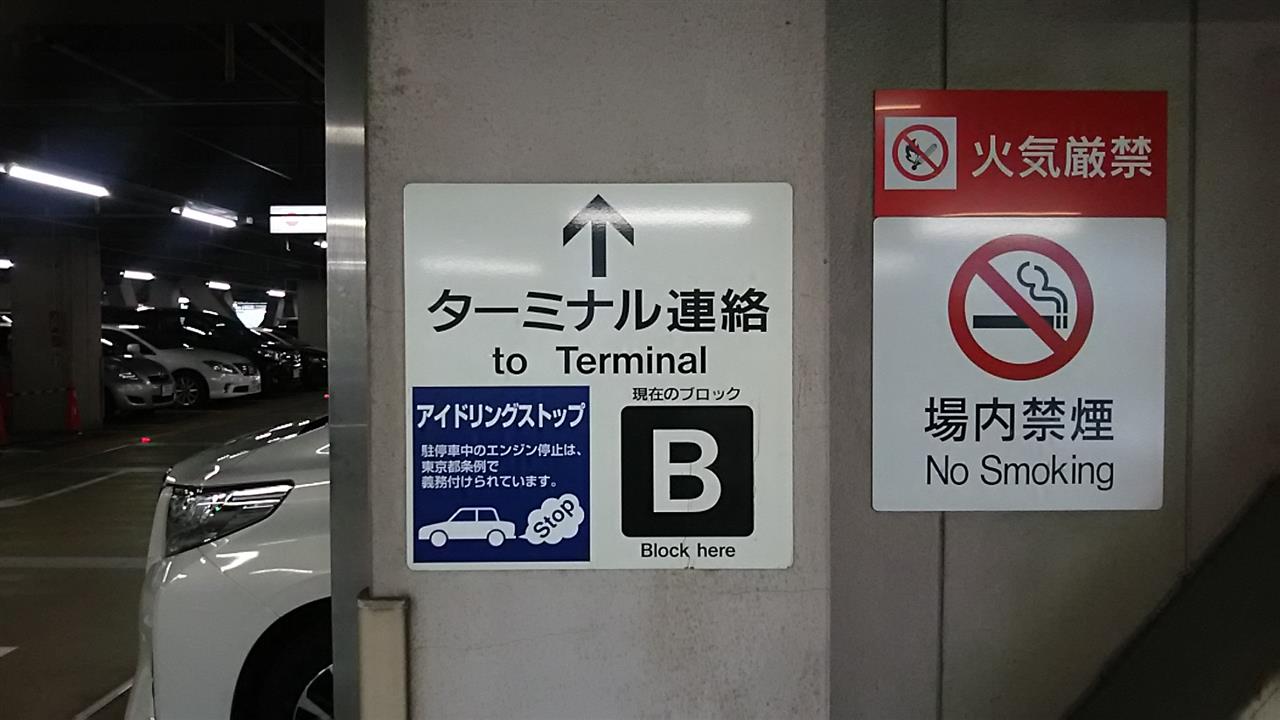 ターミナル連絡
to Terminal
アイドリングストップ
駐停車中のエンジン停止は、
東京都条例で
義務付けられています。
Stop
現在のブロック
B
Block here
火気厳禁
場内禁煙
No Smoking